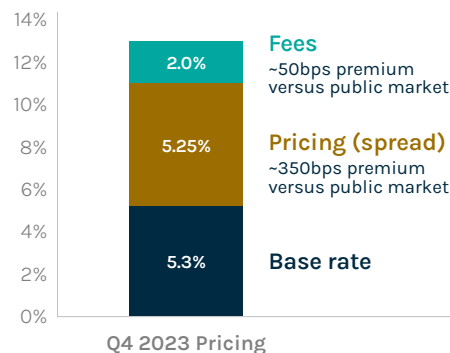 14%
12%
10%
8%
6%
4%
2%
0%
2.0%
5.25%
5.3%
Fees
~50bps premium
versus public market
Pricing (spread)
~350bps premium
versus public market
Base rate
Q4 2023 Pricing